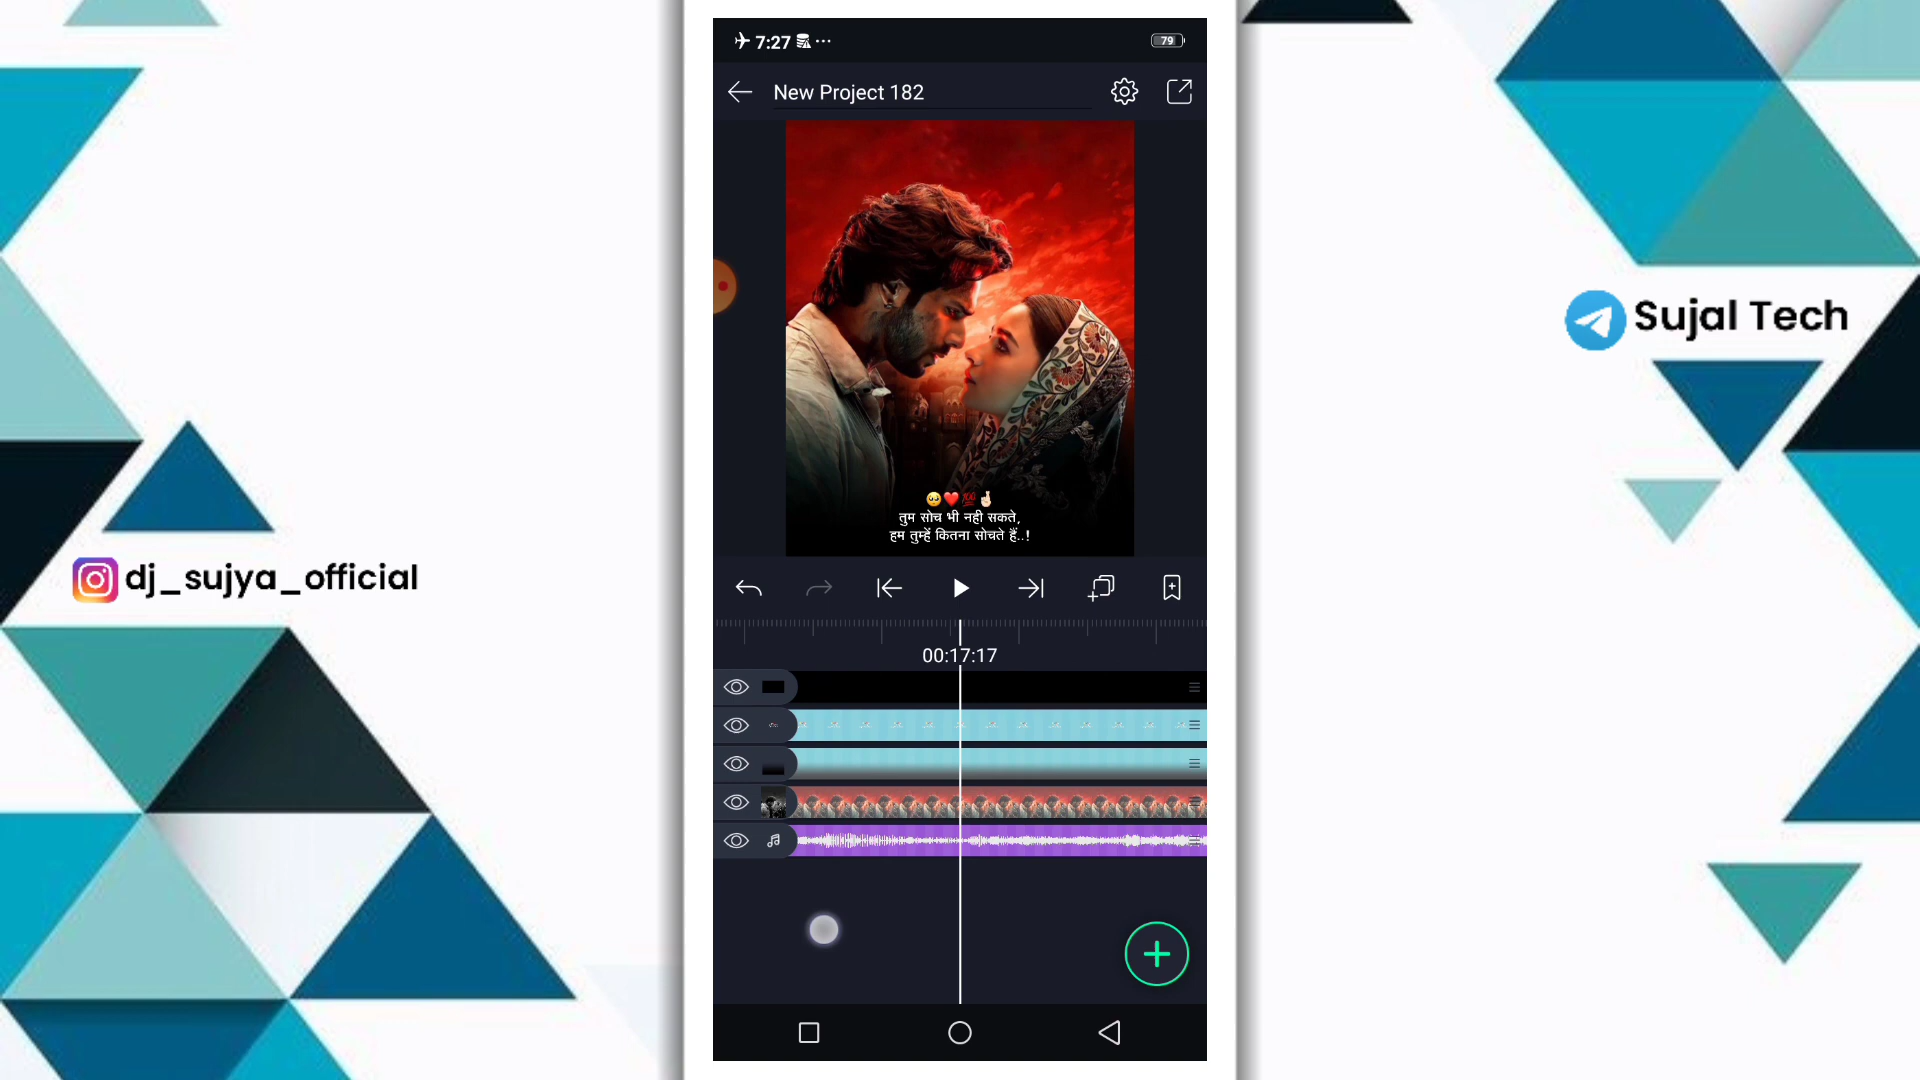 7:27
79
New Project 182
🥺❤️💯🤞🏻
तुम सोच भी नही सकते,
हम तुम्हें कितना सोचते हैं..!
00:17:17
dj_sujya_official
Sujal Tech